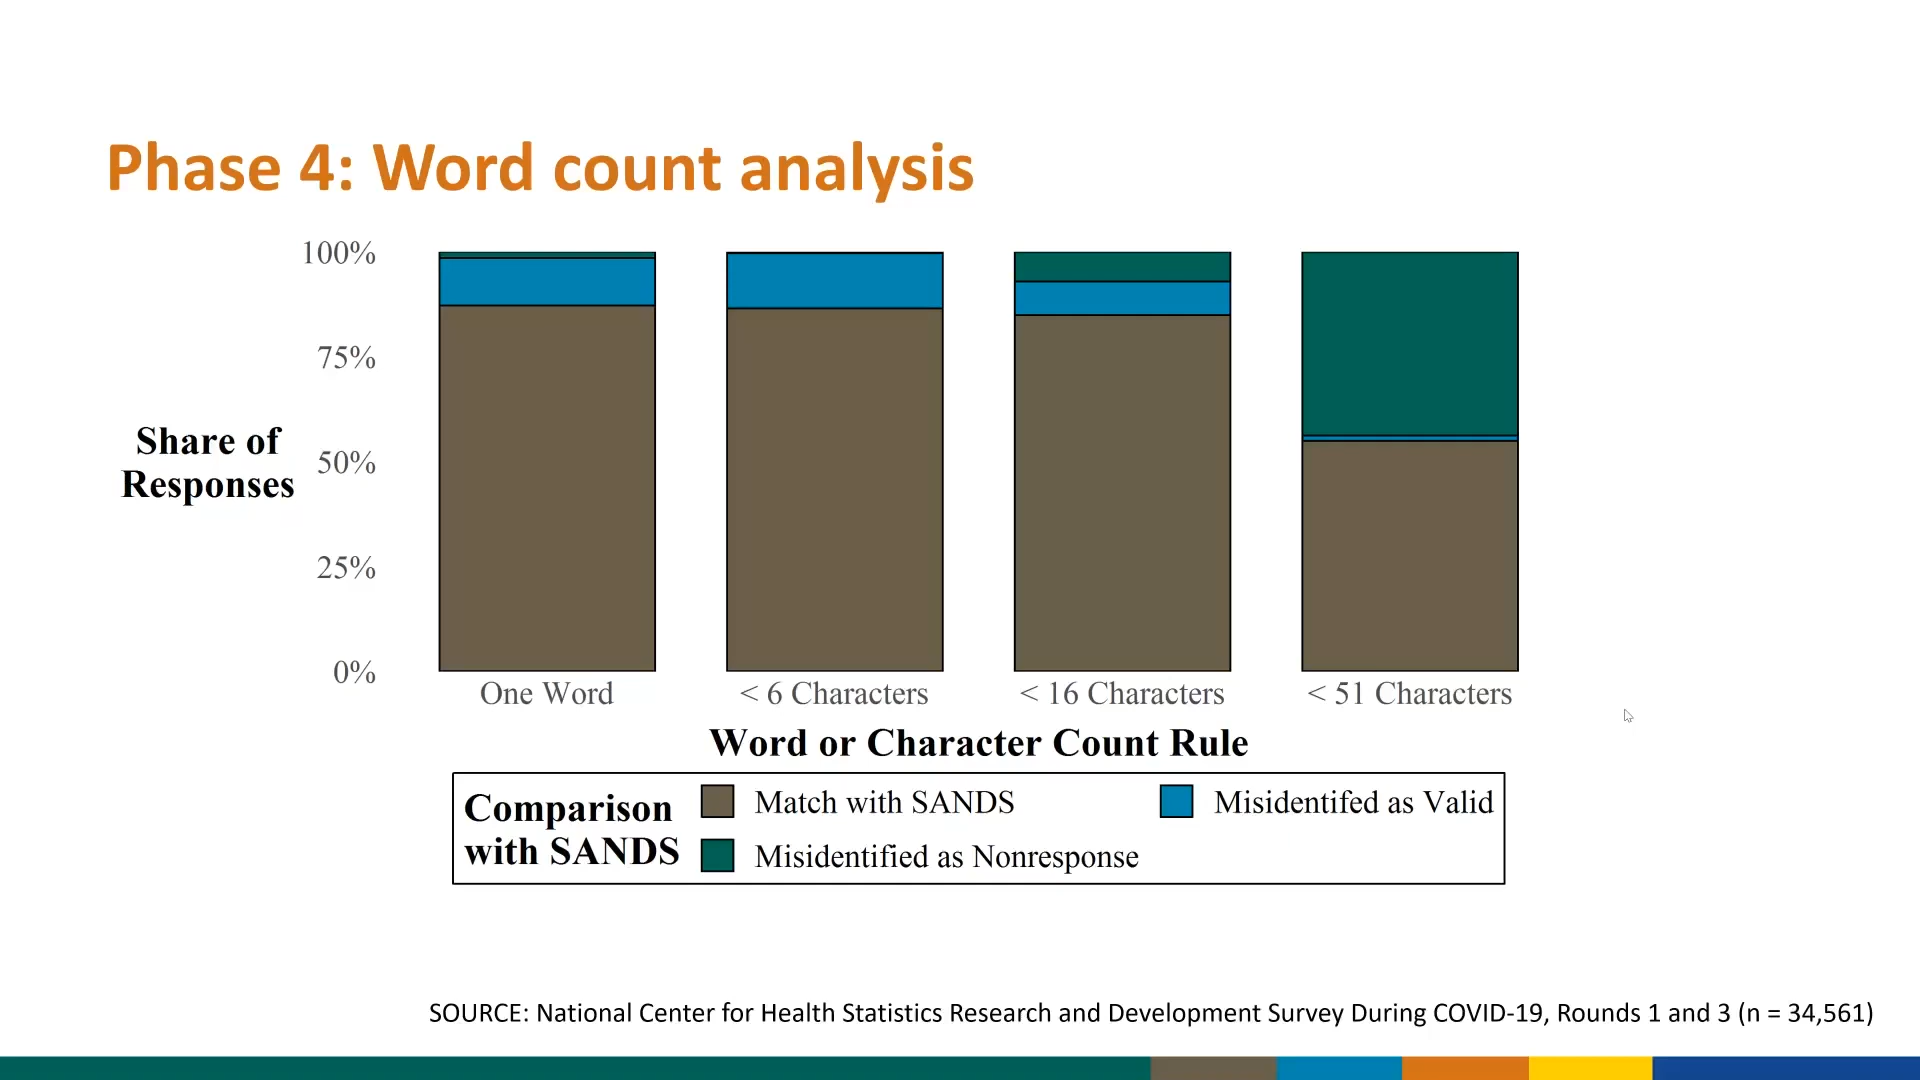 Phase 4: Word count analysis
100%
75%
50%
25%
0%
Share of
Responses
One Word
< 6 Characters
< 16 Characters
< 51 Characters
Word or Character Count Rule
Comparison
with SANDS
Match with SANDS
Misidentifed as Valid
Misidentified as Nonresponse
SOURCE: National Center for Health Statistics Research and Development Survey During COVID-19, Rounds 1 and 3 (n = 34,561)